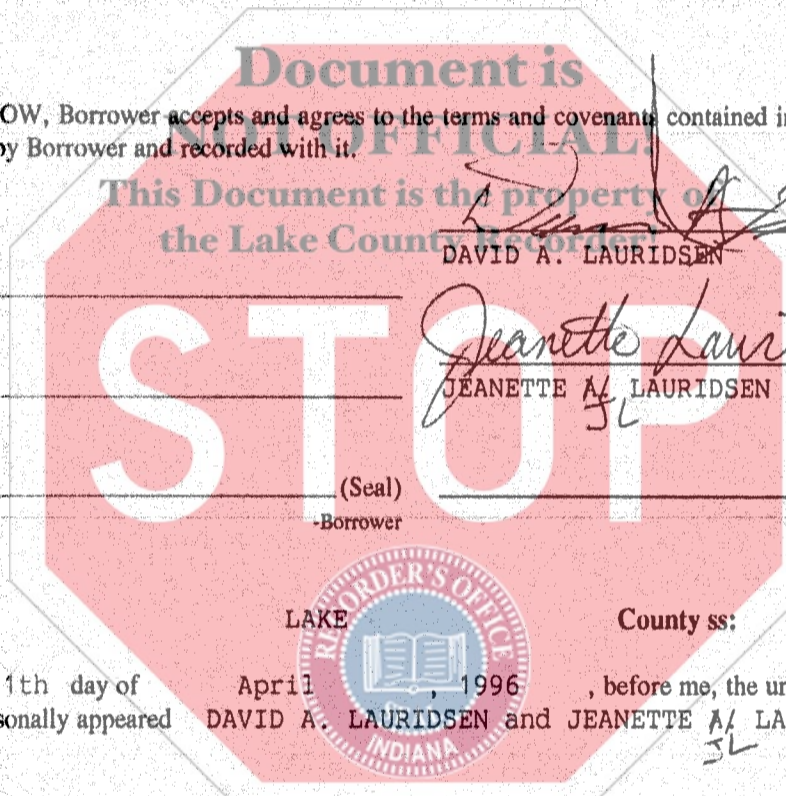 Document is
OW, Borrower accepts and agrees to the terms and covenants contained in
NOT OFFICIAL!
by Borrower and recorded with it.
This Document is the property of
the Lake County Recorder!
DAVID A. LAURIDSEN
STOP
Jeanette Lauri
JEANETTE A/ LAURIDSEN
JL
(Seal)
-Borrower
RECORDER'S OFFICE
LAKE County ss:
1th day of April , 1996 , before me, the un
sonally appeared DAVID A. LAURIDSEN and JEANETTE A/ LA
JL
INDIANA